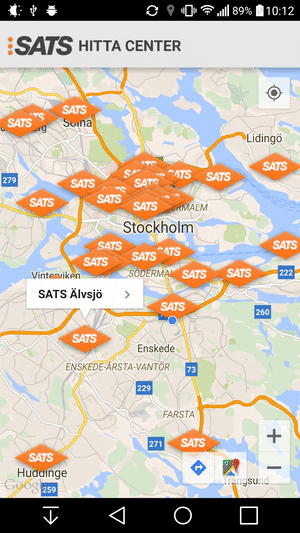 89% 10:12
SATS HITTA CENTER
Solna
SATS
SATS
Lidingö
SATS
279
SATS
SATS
SATS
SATS
SATS
SATS
SATS
SATS
Stockholm
SATS
SATS
SATS
SATS
SATS
Vinterviken
SATS
SATS
222
SATS Älvsjö
SATS
260
SATS
Enskede
ENSKEDE-ÅRSTA-VANTÖR
73
229
FARSTA
SATS
271
SATS
Huddinge
Google
259
Trångsund